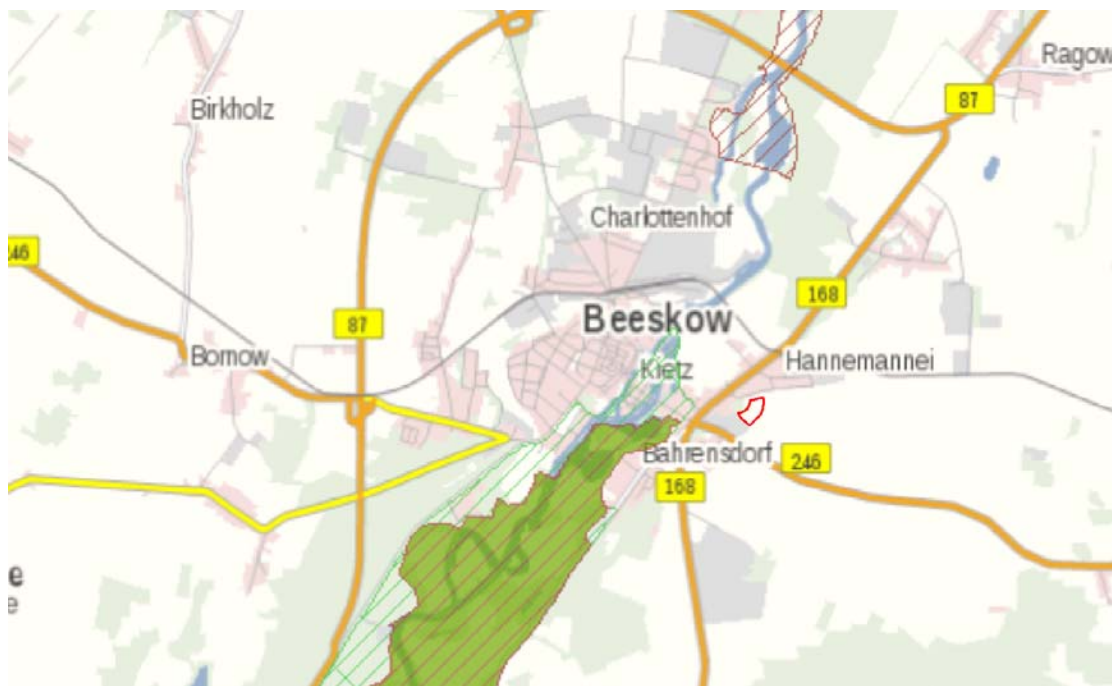 Ragow
87
Birkholz
Charlottenhof
246
168
Beeskow
87
Bornow
Hannemannei
Kietz
Bahrensdorf
246
168
e
e